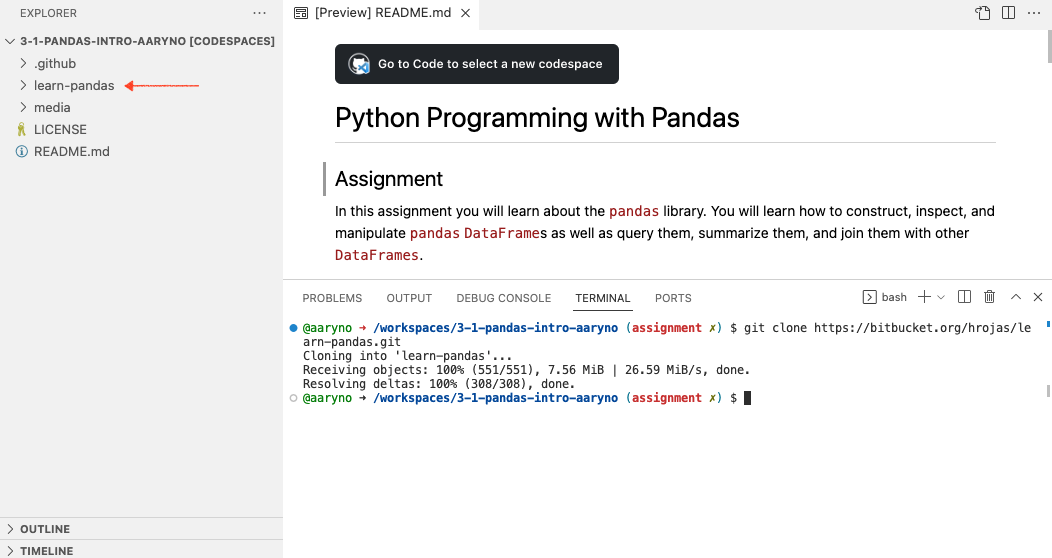 EXPLORER
3-1-PANDAS-INTRO-AARYNO [CODESPACES]
.github
learn-pandas
media
LICENSE
README.md
OUTLINE
TIMELINE
[Preview] README.md
Go to Code to select a new codespace
Python Programming with Pandas
Assignment
In this assignment you will learn about the pandas library. You will learn how to construct, inspect, and
manipulate pandas DataFrames as well as query them, summarize them, and join them with other
DataFrames.
PROBLEMS OUTPUT DEBUG CONSOLE TERMINAL PORTS bash
@aaryno ➜ /workspaces/3-1-pandas-intro-aaryno (assignment ✗) $ git clone https://bitbucket.org/hrojas/le
arn-pandas.git
Cloning into 'learn-pandas'...
Receiving objects: 100% (551/551), 7.56 MiB | 26.59 MiB/s, done.
Resolving deltas: 100% (308/308), done.
@aaryno ➜ /workspaces/3-1-pandas-intro-aaryno (assignment ✗) $